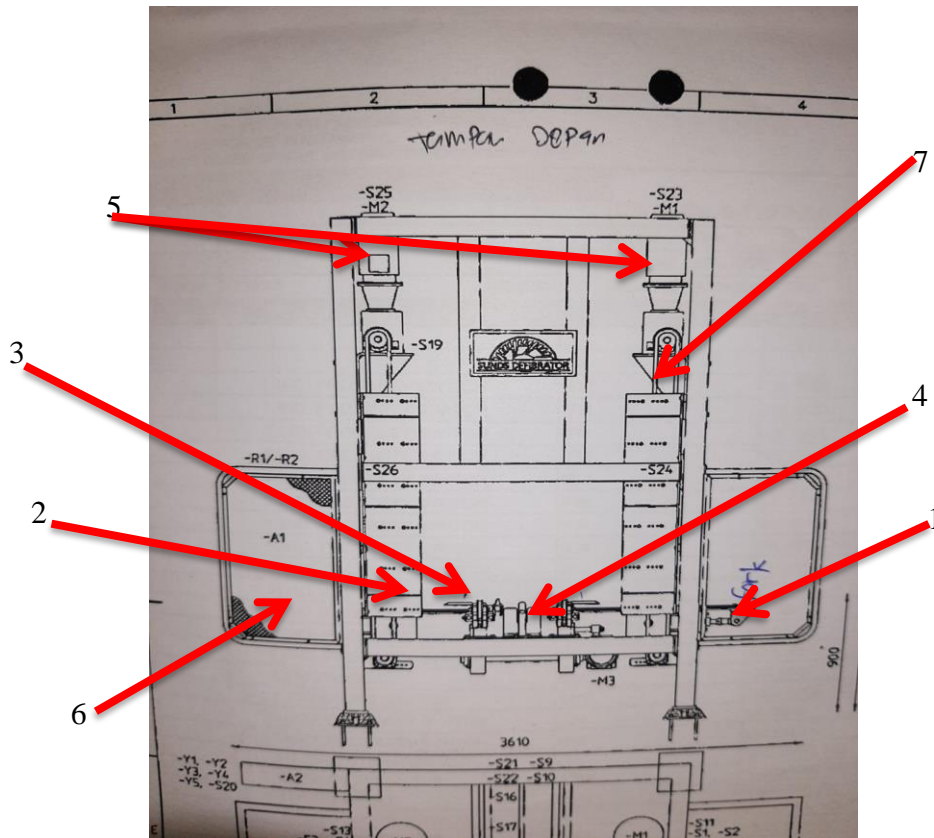 1 2 3 4
tampak Depan
7
-S25
-M2
-S23
-M1
5
-S19
3
SUNDS DEFIBRATOR
4
-R1/-R2
-S26
-S24
2
-A1
1
fork
6
-M3
900
3610
-Y1, -Y2
-Y3, -Y4
-Y5, -S20
-A2
-S21 -S9
-S22 -S10
-S16
-S17
-S13
-M1
-S11
-S1, -S2
E